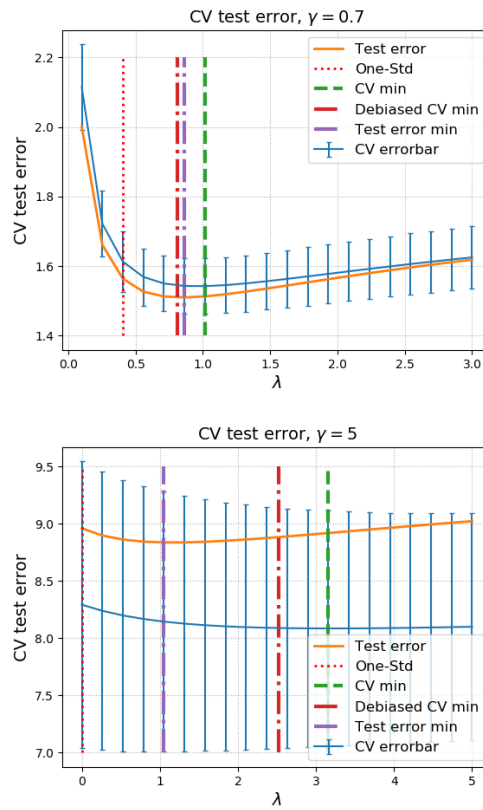 CV test error, γ = 0.7
CV test error
2.2
2.0
1.8
1.6
1.4
Test error
One-Std
CV min
Debiased CV min
Test error min
CV errorbar
0.0 0.5 1.0 1.5 2.0 2.5 3.0
λ
CV test error, γ = 5
CV test error
9.5
9.0
8.5
8.0
7.5
7.0
Test error
One-Std
CV min
Debiased CV min
Test error min
CV errorbar
0 1 2 3 4 5
λ